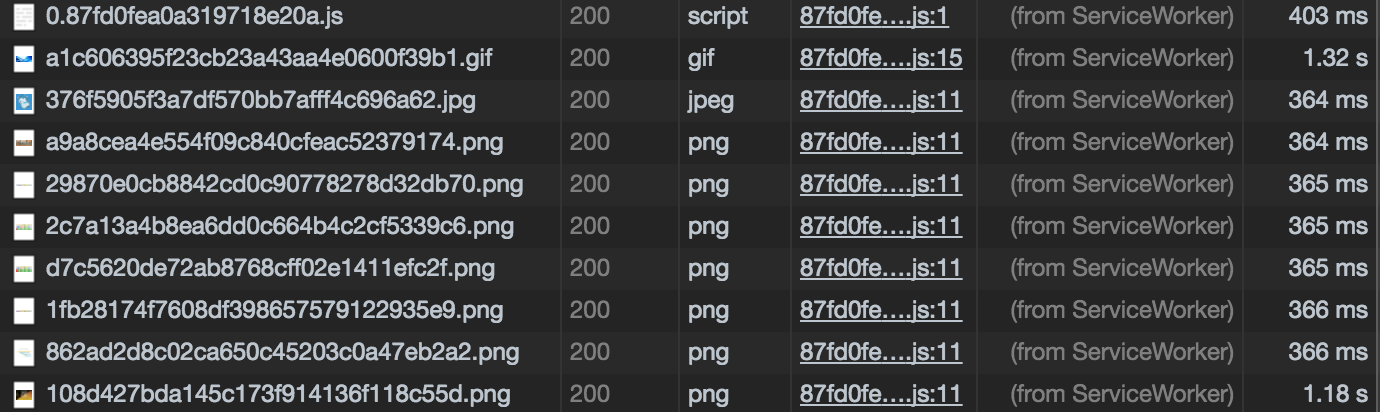 0.87fd0fea0a319718e20a.js 200 script 87fd0fe….js:1 (from ServiceWorker) 403 ms
a1c606395f23cb23a43aa4e0600f39b1.gif 200 gif 87fd0fe….js:15 (from ServiceWorker) 1.32 s
376f5905f3a7df570bb7afff4c696a62.jpg 200 jpeg 87fd0fe….js:11 (from ServiceWorker) 364 ms
a9a8cea4e554f09c840cfeac52379174.png 200 png 87fd0fe….js:11 (from ServiceWorker) 364 ms
29870e0cb8842cd0c90778278d32db70.png 200 png 87fd0fe….js:11 (from ServiceWorker) 365 ms
2c7a13a4b8ea6dd0c664b4c2cf5339c6.png 200 png 87fd0fe….js:11 (from ServiceWorker) 365 ms
d7c5620de72ab8768cff02e1411efc2f.png 200 png 87fd0fe….js:11 (from ServiceWorker) 365 ms
1fb28174f7608df398657579122935e9.png 200 png 87fd0fe….js:11 (from ServiceWorker) 366 ms
862ad2d8c02ca650c45203c0a47eb2a2.png 200 png 87fd0fe….js:11 (from ServiceWorker) 366 ms
108d427bda145c173f914136f118c55d.png 200 png 87fd0fe….js:11 (from ServiceWorker) 1.18 s